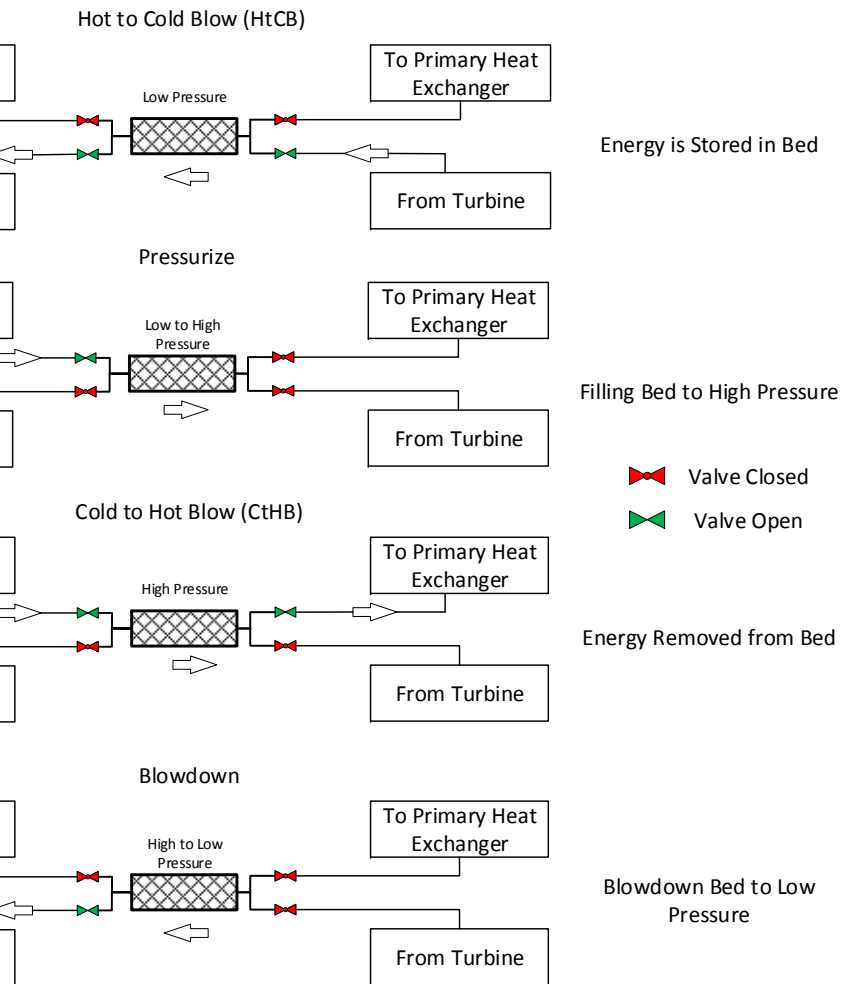 Hot to Cold Blow (HtCB)
To Primary Heat
Exchanger
Low Pressure
Energy is Stored in Bed
From Turbine
Pressurize
To Primary Heat
Exchanger
Low to High
Pressure
Filling Bed to High Pressure
From Turbine
Valve Closed
Valve Open
Cold to Hot Blow (CtHB)
To Primary Heat
Exchanger
High Pressure
Energy Removed from Bed
From Turbine
Blowdown
To Primary Heat
Exchanger
High to Low
Pressure
Blowdown Bed to Low
Pressure
From Turbine